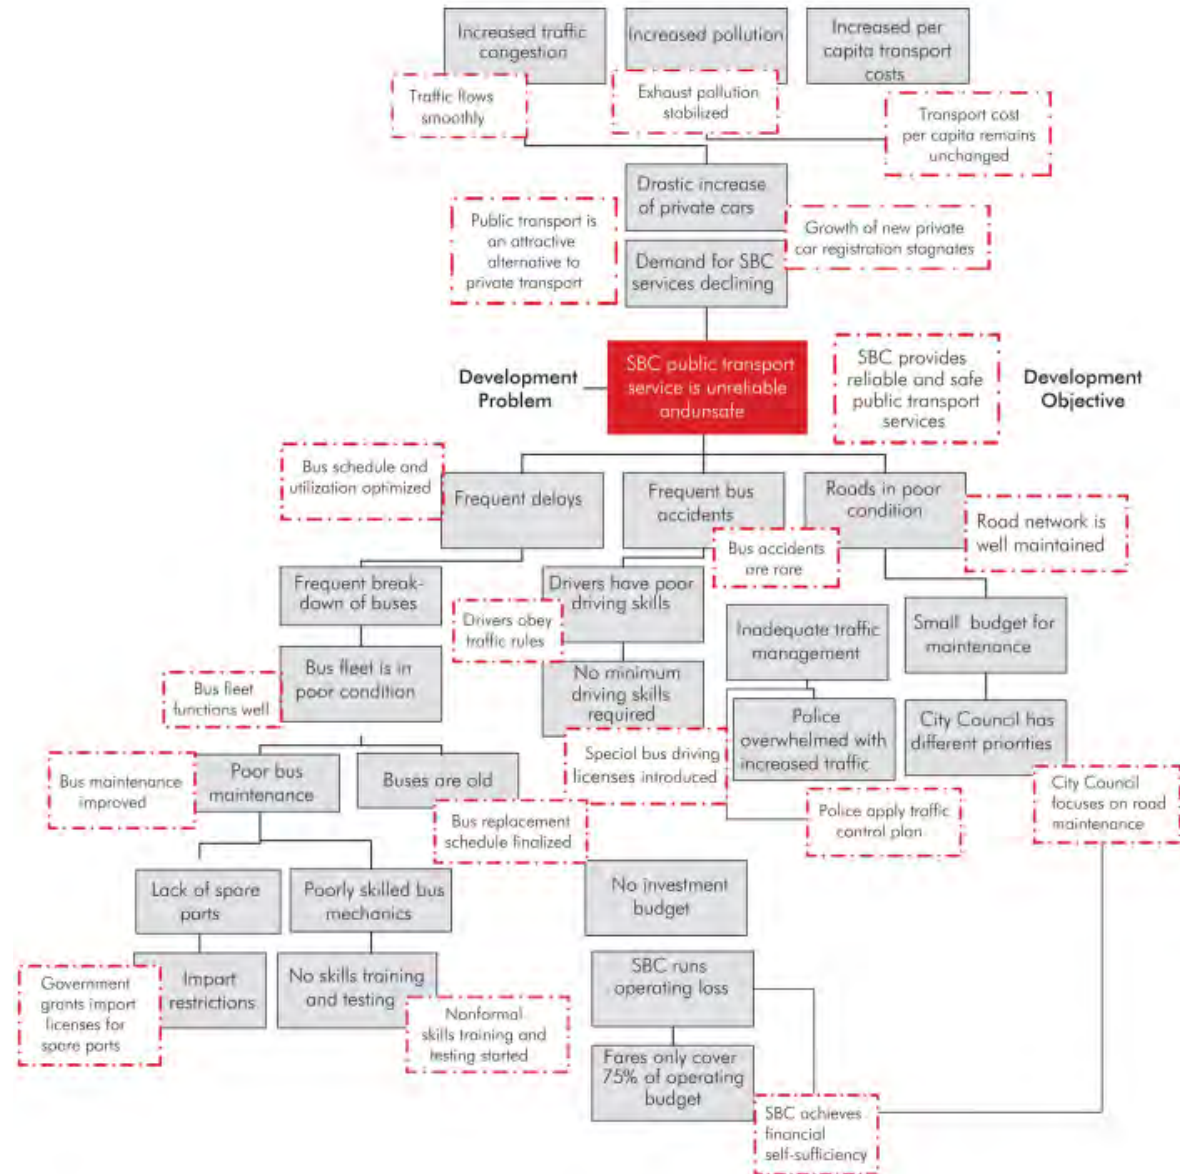 Increased traffic
congestion
Increased pollution
Increased per
capita transport
costs
Traffic flows
smoothly
Exhaust pollution
stabilized
Transport cost
per capita remains
unchanged
Drastic increase
of private cars
Public transport is
an attractive
alternative to
private transport
Growth of new private
car registration stagnates
Demand for SBC
services declining
Development
Problem
SBC public transport
service is unreliable
andunsafe
SBC provides
reliable and safe
public transport
services
Development
Objective
Bus schedule and
utilization optimized
Frequent delays
Frequent bus
accidents
Roads in poor
condition
Road network is
well maintained
Bus accidents
are rare
Frequent break-
down of buses
Drivers have poor
driving skills
Drivers obey
traffic rules
Inadequate traffic
management
Small budget for
maintenance
Bus fleet is in
poor condition
Bus fleet
functions well
No minimum
driving skills
required
Police
overwhelmed with
increased traffic
City Council has
different priorities
Special bus driving
licenses introduced
Bus maintenance
improved
Poor bus
maintenance
Buses are old
Bus replacement
schedule finalized
Police apply traffic
control plan
City Council
focuses on road
maintenance
Lack of spare
parts
Poorly skilled bus
mechanics
No investment
budget
Government
grants import
licenses for
spare parts
Import
restrictions
No skills training
and testing
Nonformal
skills training and
testing started
SBC runs
operating loss
Fares only cover
75% of operating
budget
SBC achieves
financial
self-sufficiency